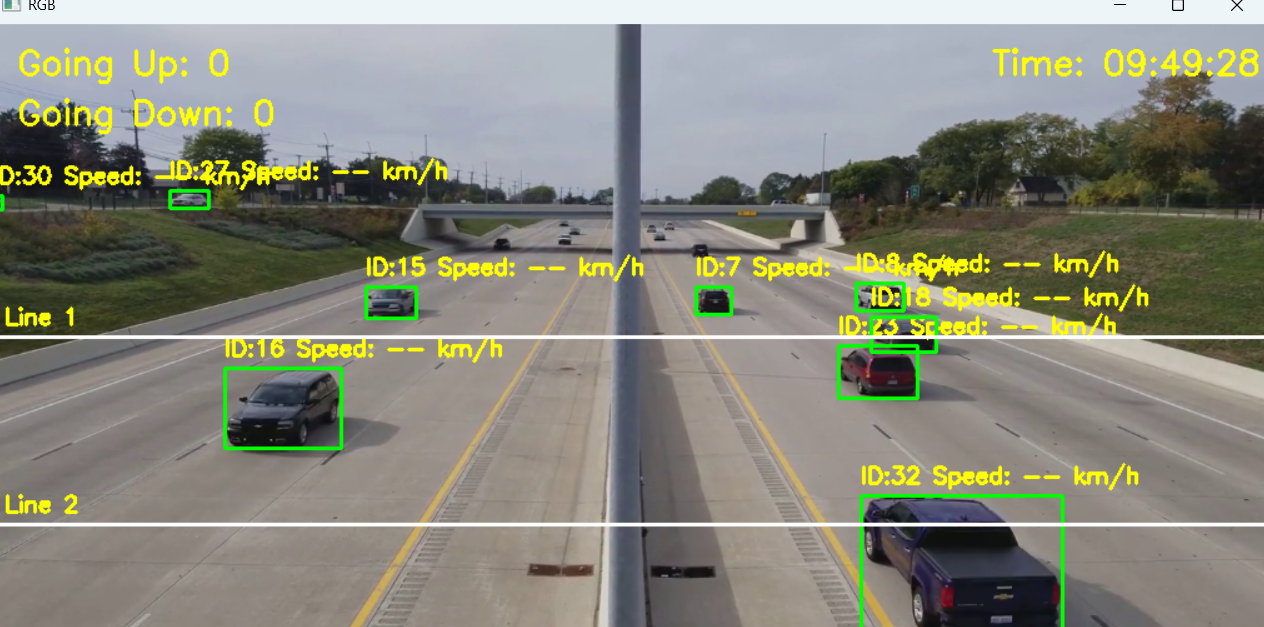 RGB
Going Up: 0
Time: 09:49:28
Going Down: 0
ID:27 Speed: -- km/h
D:30 Speed: -- km/h
ID:8 Speed: -- km/h
ID:15 Speed: -- km/h
ID:7 Speed: -- km/h
ID:18 Speed: -- km/h
Line 1
ID:23 Speed: -- km/h
ID:16 Speed: -- km/h
ID:32 Speed: -- km/h
Line 2